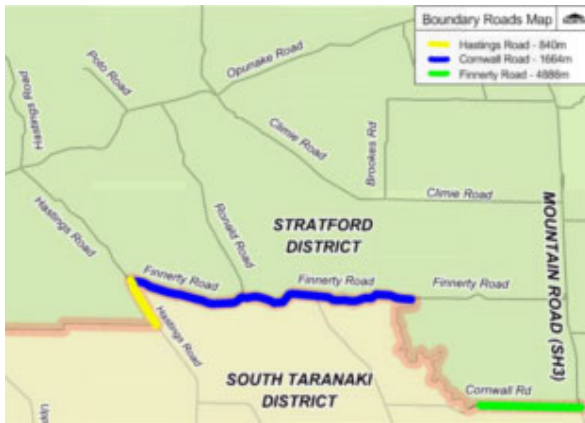 Boundary Roads Map
Hastings Road - 840m
Cornwall Road - 1664m
Finnerty Road - 4886m
Opunake Road
Poto Road
Hastings Road
Climie Road
Brookes Rd
Climie Road
Hastings Road
Ronald Road
STRATFORD
DISTRICT
MOUNTAIN ROAD (SH3)
Finnerty Road
Finnerty Road
Finnerty Road
Hastings Road
SOUTH TARANAKI
DISTRICT
Cornwall Rd
Upp